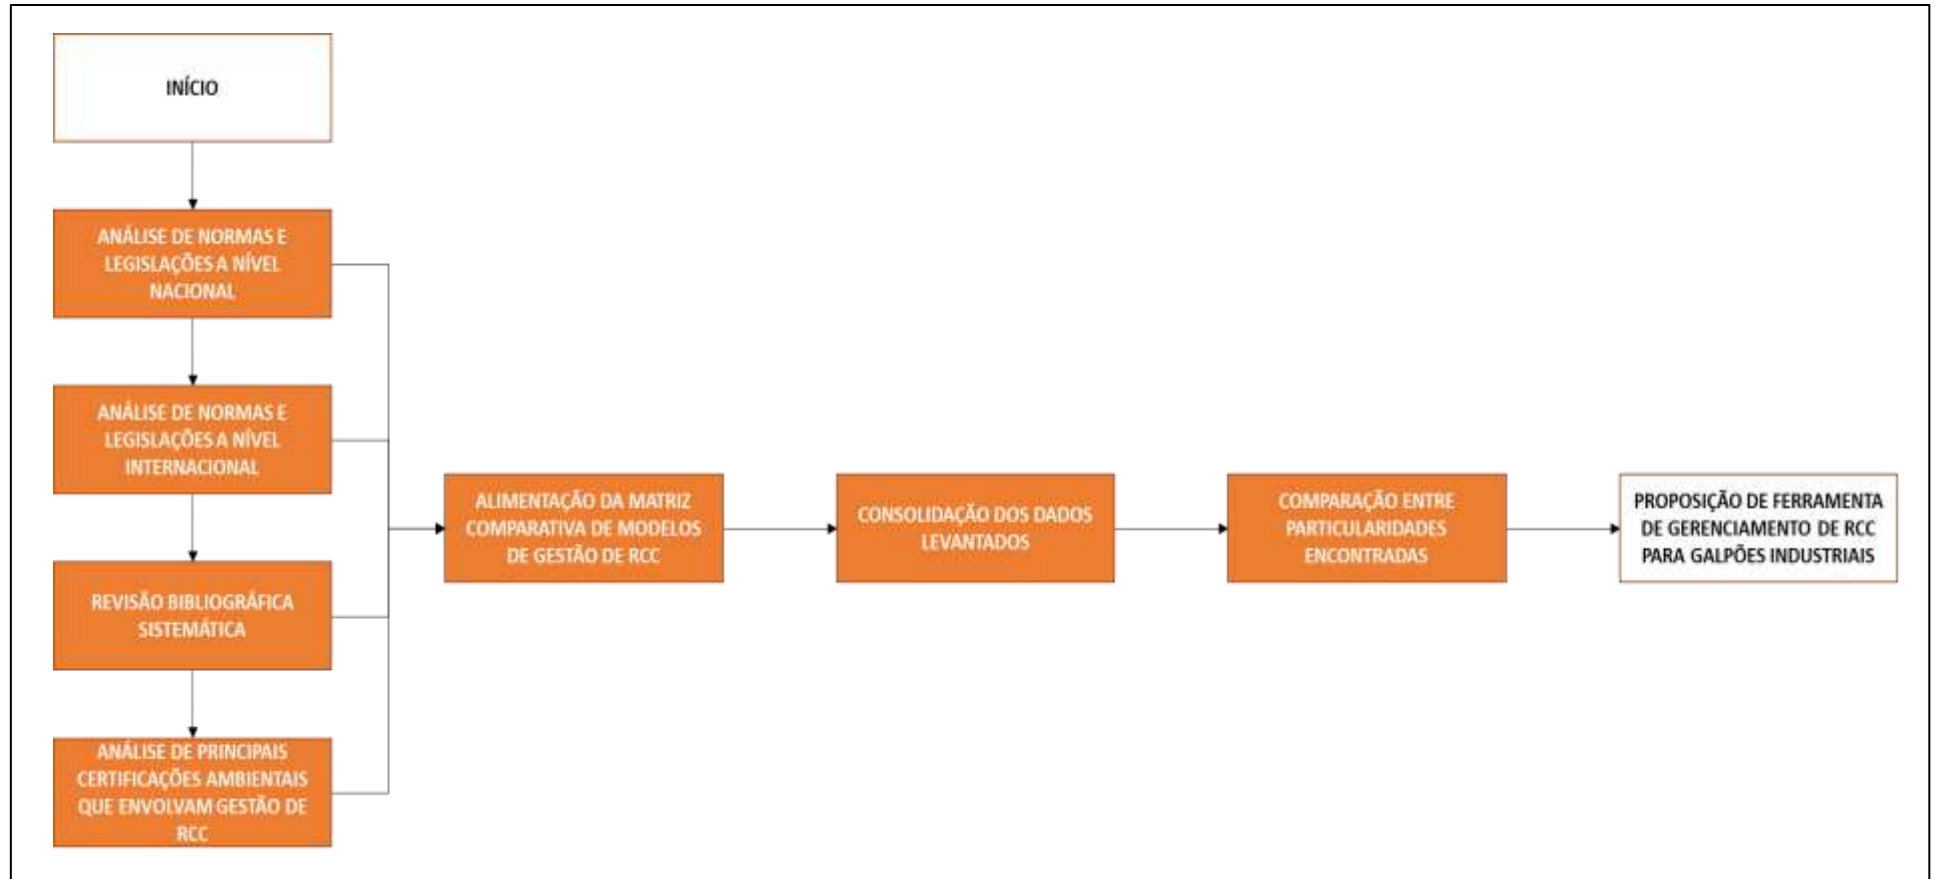 INÍCIO
ANÁLISE DE NORMAS E
LEGISLAÇÕES A NÍVEL
NACIONAL
ANÁLISE DE NORMAS E
LEGISLAÇÕES A NÍVEL
INTERNACIONAL
REVISÃO BIBLIOGRÁFICA
SISTEMÁTICA
ANÁLISE DE PRINCIPAIS
CERTIFICAÇÕES AMBIENTAIS
QUE ENVOLVAM GESTÃO DE
RCC
ALIMENTAÇÃO DA MATRIZ
COMPARATIVA DE MODELOS
DE GESTÃO DE RCC
CONSOLIDAÇÃO DOS DADOS
LEVANTADOS
COMPARAÇÃO ENTRE
PARTICULARIDADES
ENCONTRADAS
PROPOSIÇÃO DE FERRAMENTA
DE GERENCIAMENTO DE RCC
PARA GALPÕES INDUSTRIAIS